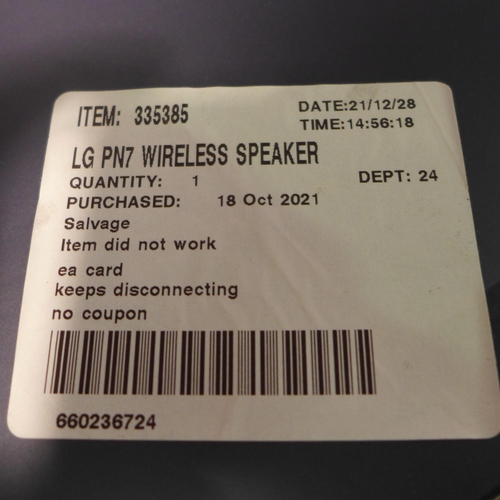 ITEM: 335385 DATE:21/12/28
TIME:14:56:18
LG PN7 WIRELESS SPEAKER
QUANTITY: 1 DEPT: 24
PURCHASED: 18 Oct 2021
Salvage
Item did not work
ea card
keeps disconnecting
no coupon
660236724